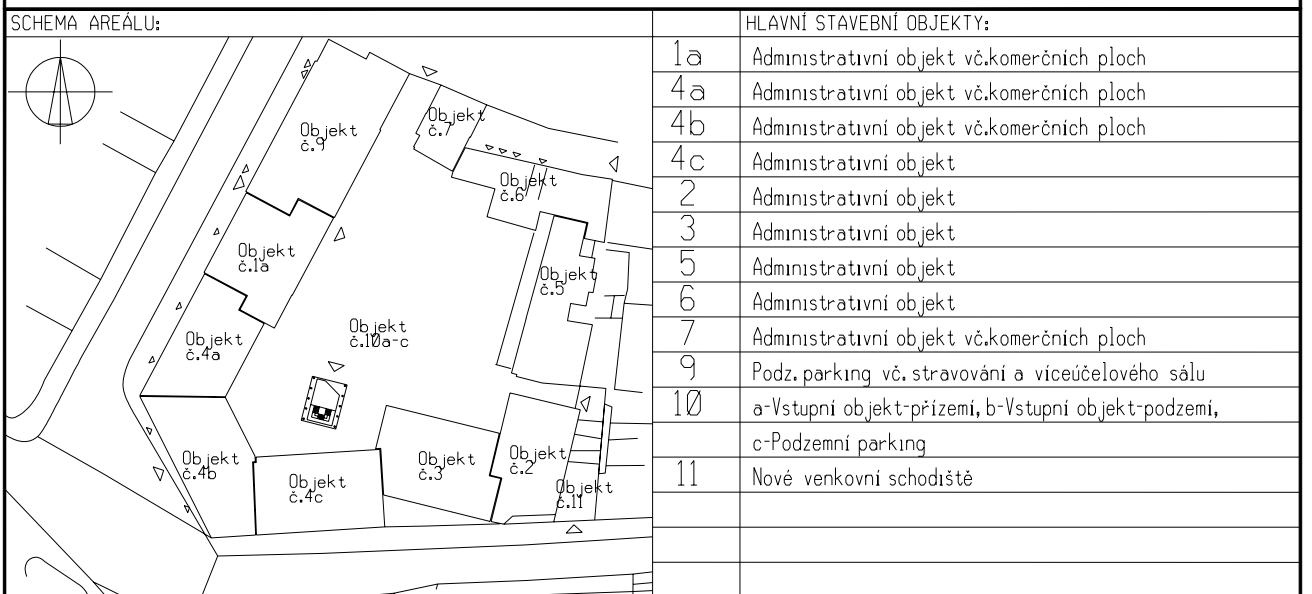 SCHEMA AREÁLU:
Objekt
č.9
Objekt
č.7
Objekt
č.6
Objekt
č.1a
Objekt
č.5
Objekt
č.4a
Objekt
č.10a-c
Objekt
č.4b
Objekt
č.4c
Objekt
č.3
Objekt
č.2
Objekt
č.11
HLAVNÍ STAVEBNÍ OBJEKTY:
1a Administrativní objekt vč.komerčních ploch
4a Administrativní objekt vč.komerčních ploch
4b Administrativní objekt vč.komerčních ploch
4c Administrativní objekt
2 Administrativní objekt
3 Administrativní objekt
5 Administrativní objekt
6 Administrativní objekt
7 Administrativní objekt vč.komerčních ploch
9 Podz.parking vč.stravování a víceúčelového sálu
10 a-Vstupní objekt-přízemí, b-Vstupní objekt-podzemí,
c-Podzemní parking
11 Nové venkovní schodiště